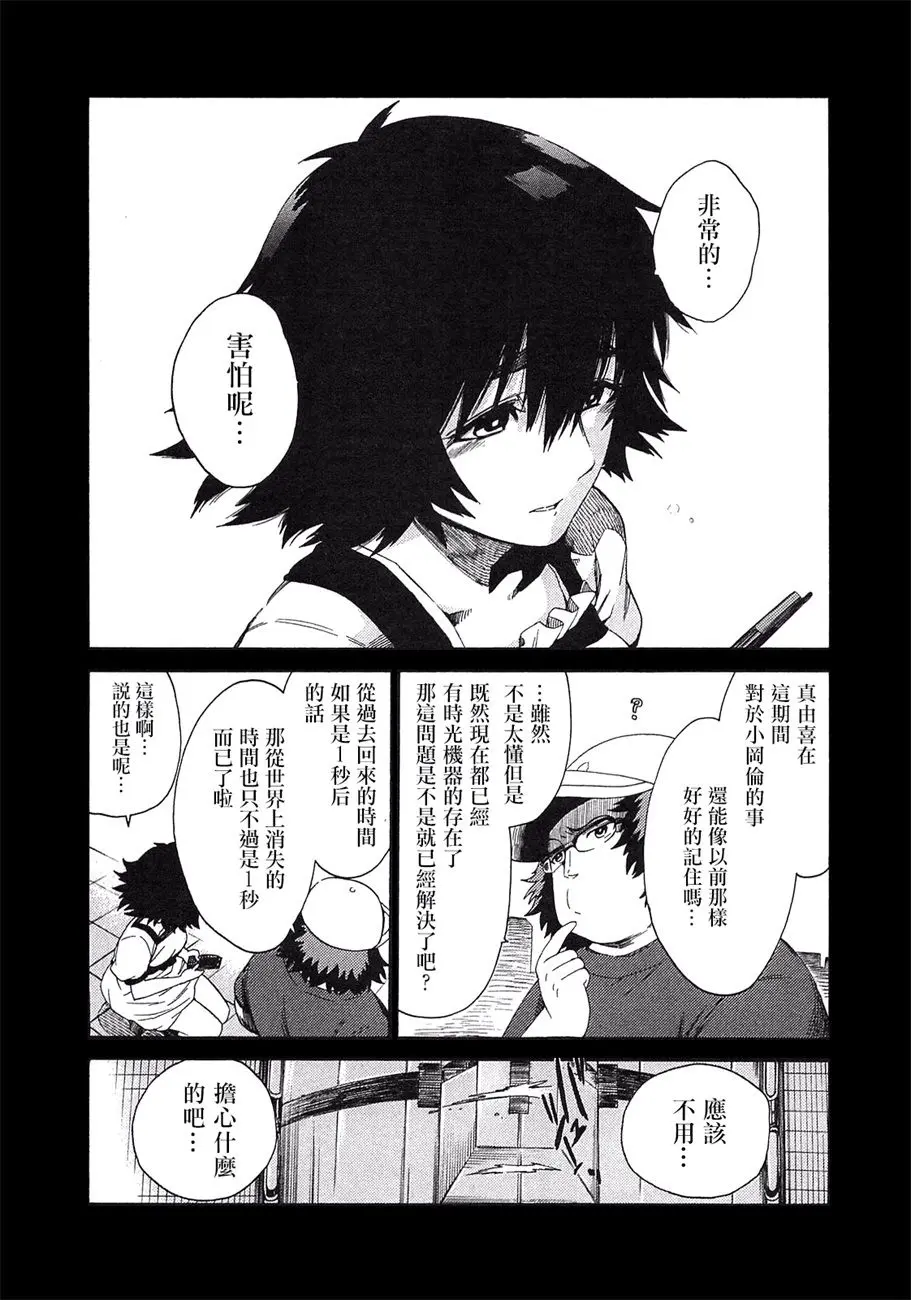 非常的…
害怕呢…
真由喜在
這期間
對於小岡倫的事
還能像以前那樣
好好的記住嗎…
?
…雖然
不是太懂但是
既然現在都已經
有時光機器的存在了
那這問題是不是就已經解決了吧?
從過去回來的時間
如果是1秒后
的話
那從世界上消失的
時間也只不過是1秒
而已了啦
這樣啊…
説的也是呢…
應該
不用…
擔心什麼
的吧…